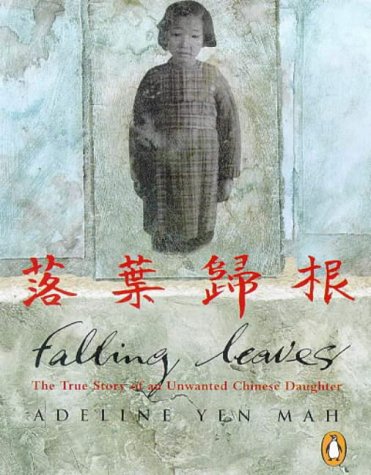 落葉歸根
falling leaves
The True Story of an Unwanted Chinese Daughter
ADELINE YEN MAH